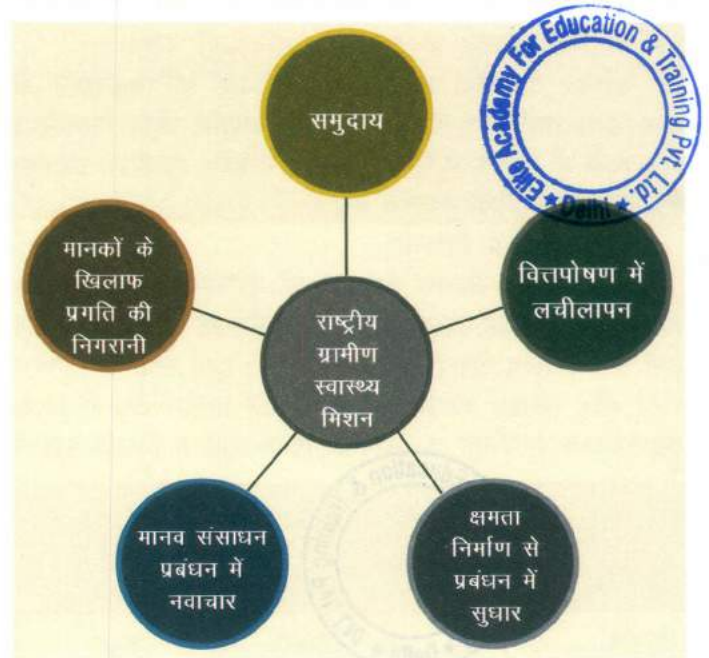 समुदाय
Elite Academy For Education & Training Pvt. Ltd.
★ Delhi ★
मानकों के
खिलाफ
प्रगति की
निगरानी
वित्तपोषण में
लचीलापन
राष्ट्रीय
ग्रामीण
स्वास्थ्य
मिशन
मानव संसाधन
प्रबंधन में
नवाचार
क्षमता
निर्माण से
प्रबंधन में
सुधार